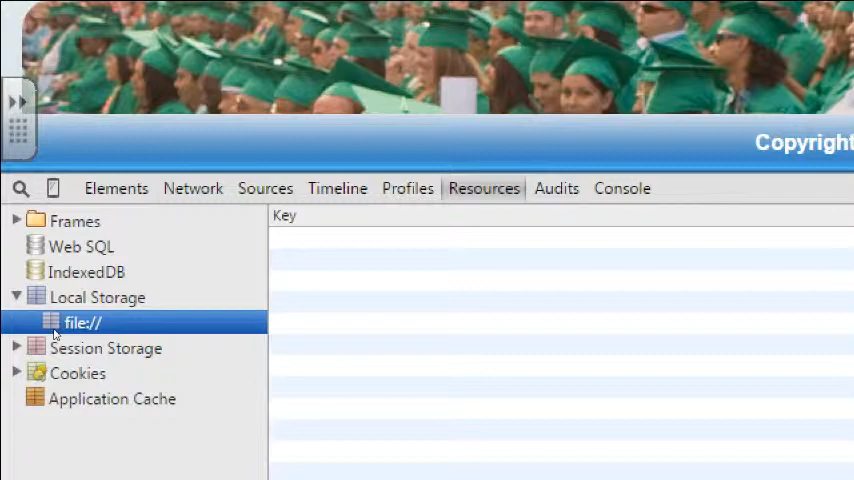 Copyright
Elements Network Sources Timeline Profiles Resources Audits Console
Frames
Key
Web SQL
IndexedDB
Local Storage
file://
Session Storage
Cookies
Application Cache